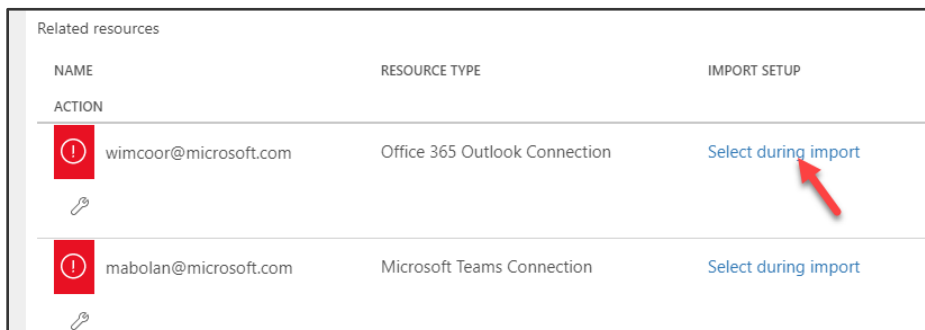 Related resources
NAME RESOURCE TYPE IMPORT SETUP
ACTION
wimcoor@microsoft.com Office 365 Outlook Connection Select during import
mabolan@microsoft.com Microsoft Teams Connection Select during import